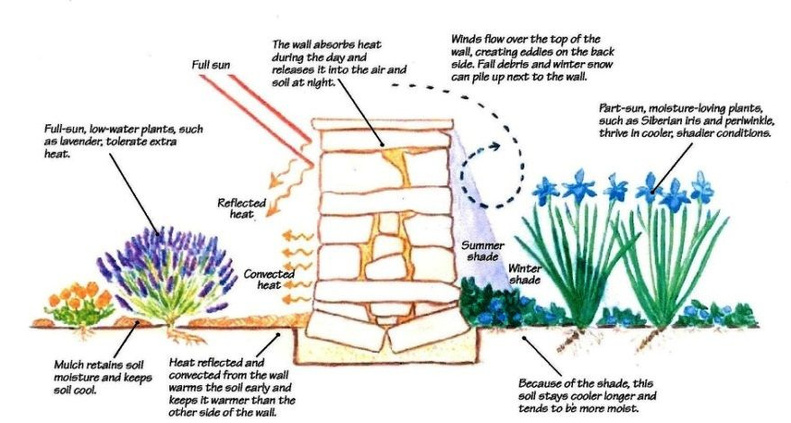 Full sun
The wall absorbs heat
during the day and
releases it into the air and
soil at night.
Winds flow over the top of the
wall, creating eddies on the back
side. Fall debris and winter snow
can pile up next to the wall.
Full-sun, low-water plants, such
as lavender, tolerate extra
heat.
Part-sun, moisture-loving plants,
such as Siberian iris and periwinkle,
thrive in cooler, shadier conditions.
Reflected
heat
Convected
heat
Summer
shade
Winter
shade
Mulch retains soil
moisture and keeps
soil cool.
Heat reflected and
convected from the wall
warms the soil early and
keeps it warmer than the
other side of the wall.
Because of the shade, this
soil stays cooler longer and
tends to be more moist.